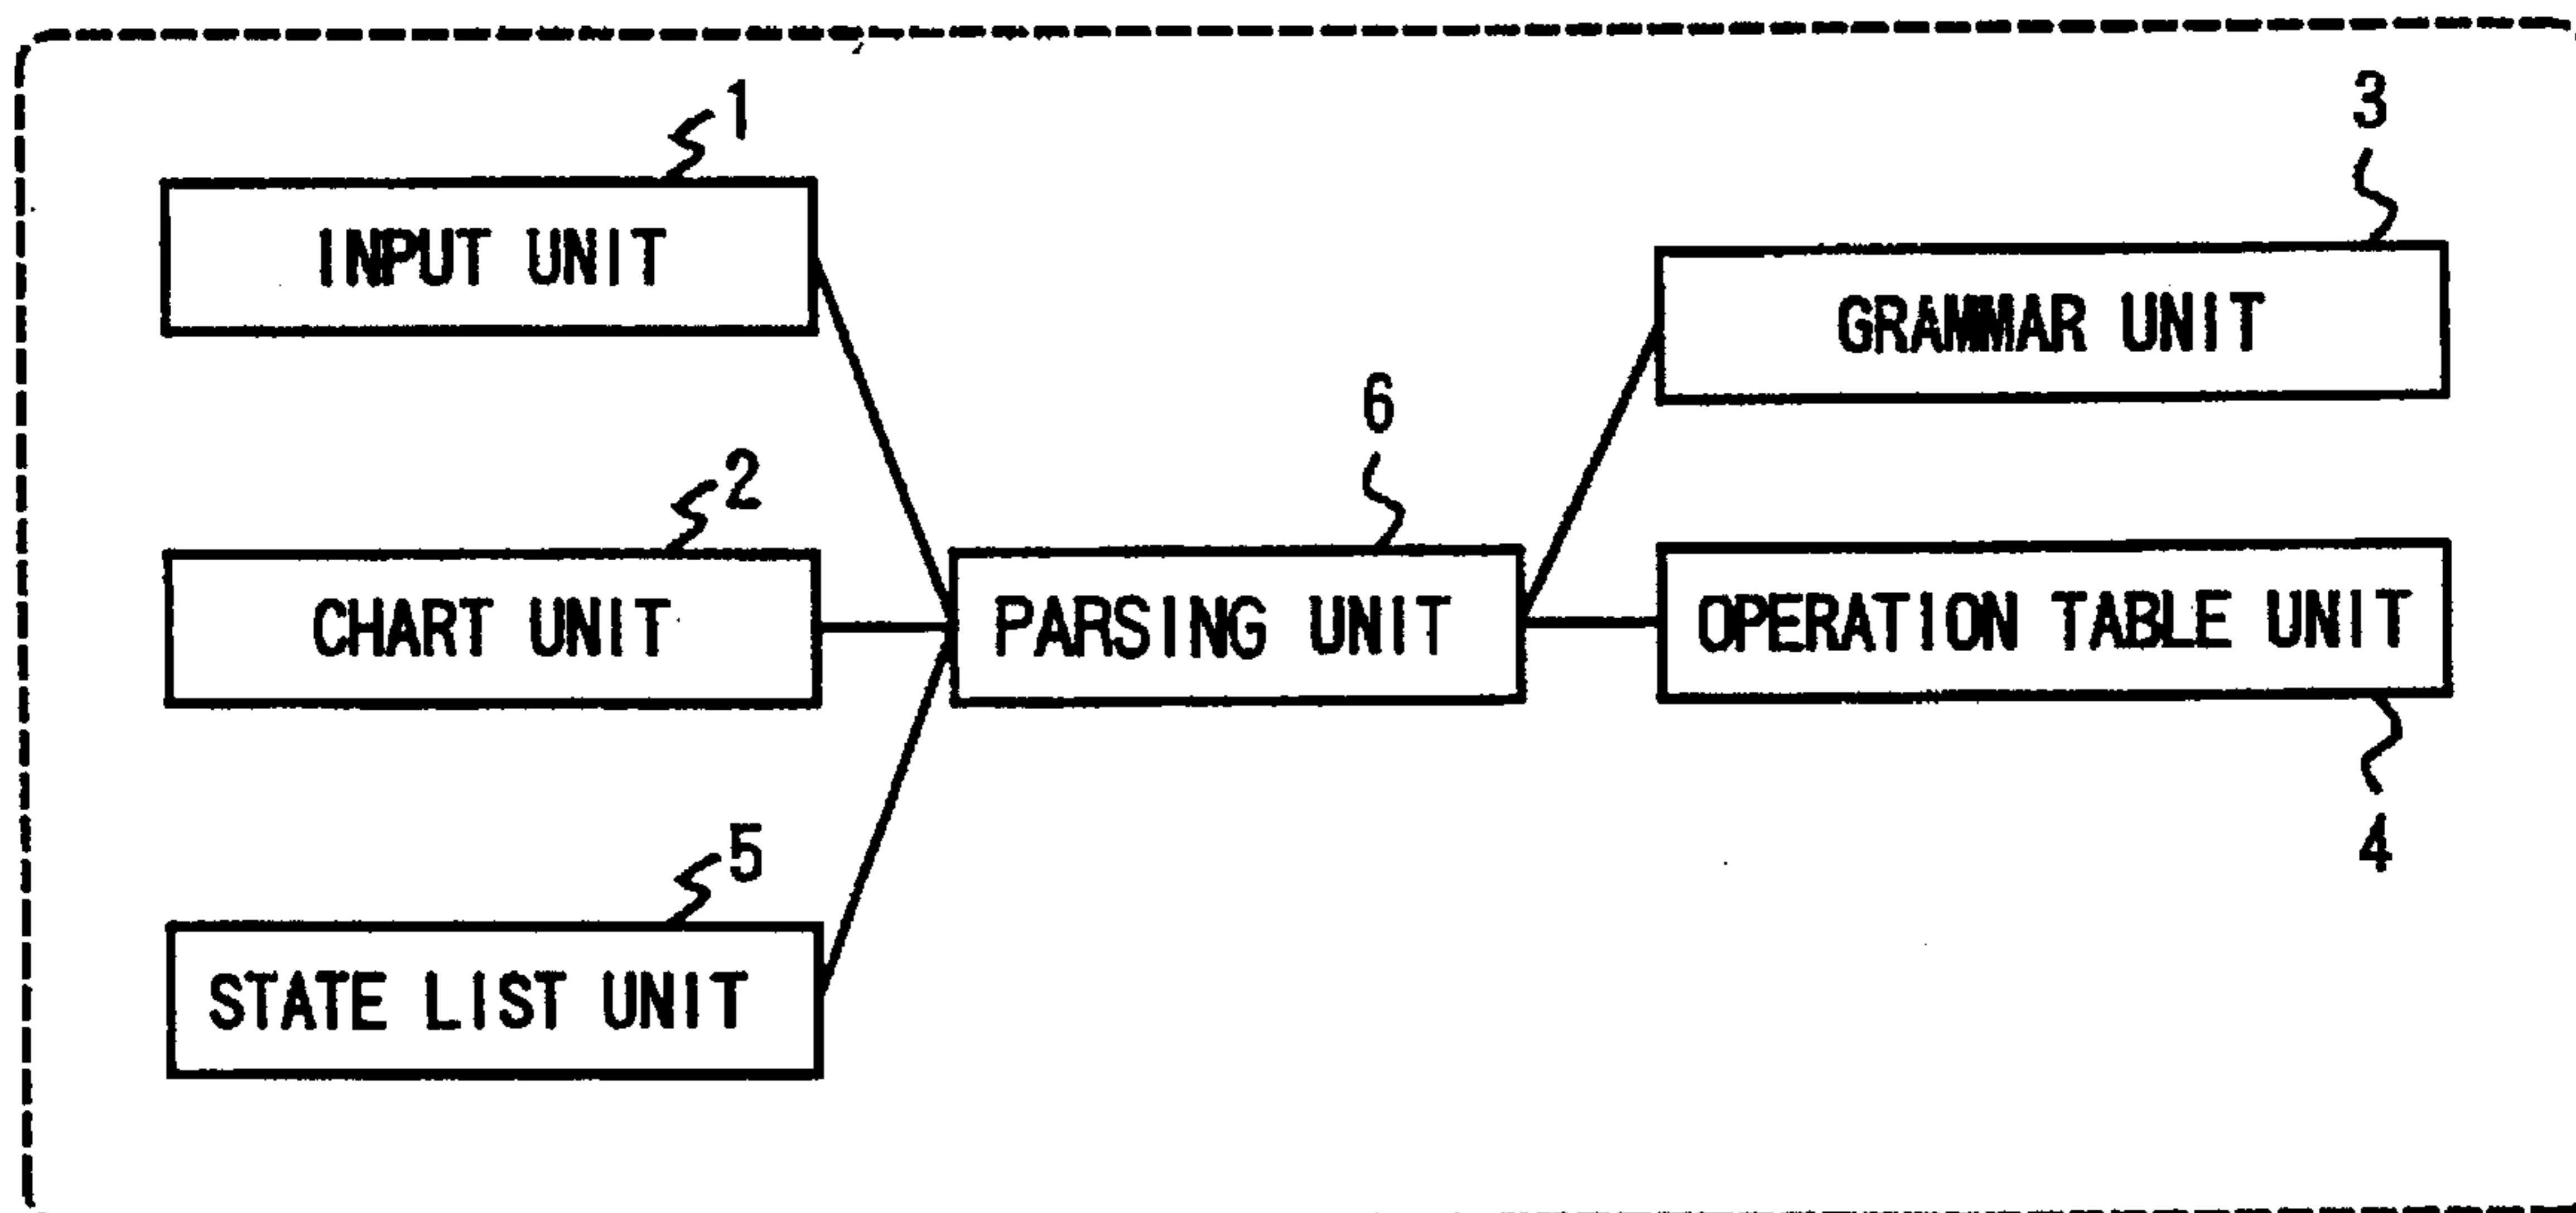 1
INPUT UNIT
2
CHART UNIT
5
STATE LIST UNIT
6
PARSING UNIT
3
GRAMMAR UNIT
OPERATION TABLE UNIT
4